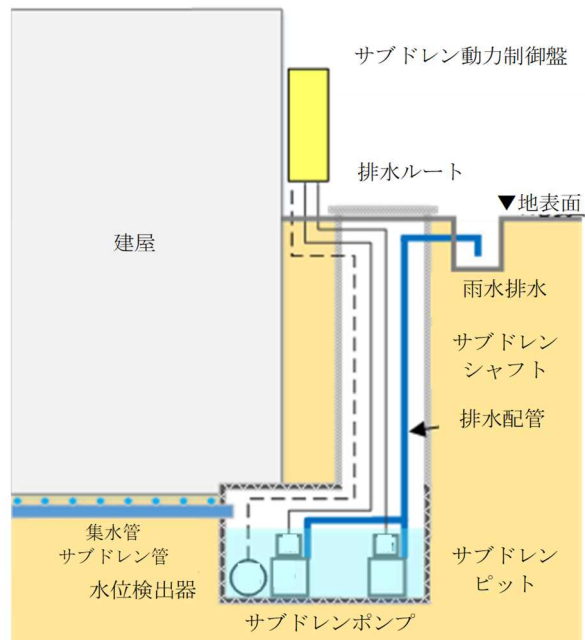 サブドレン動力制御盤
排水ルート
▼地表面
建屋
雨水排水
サブドレン
シャフト
排水配管
集水管
サブドレン管
水位検出器
サブドレン
ピット
サブドレンポンプ